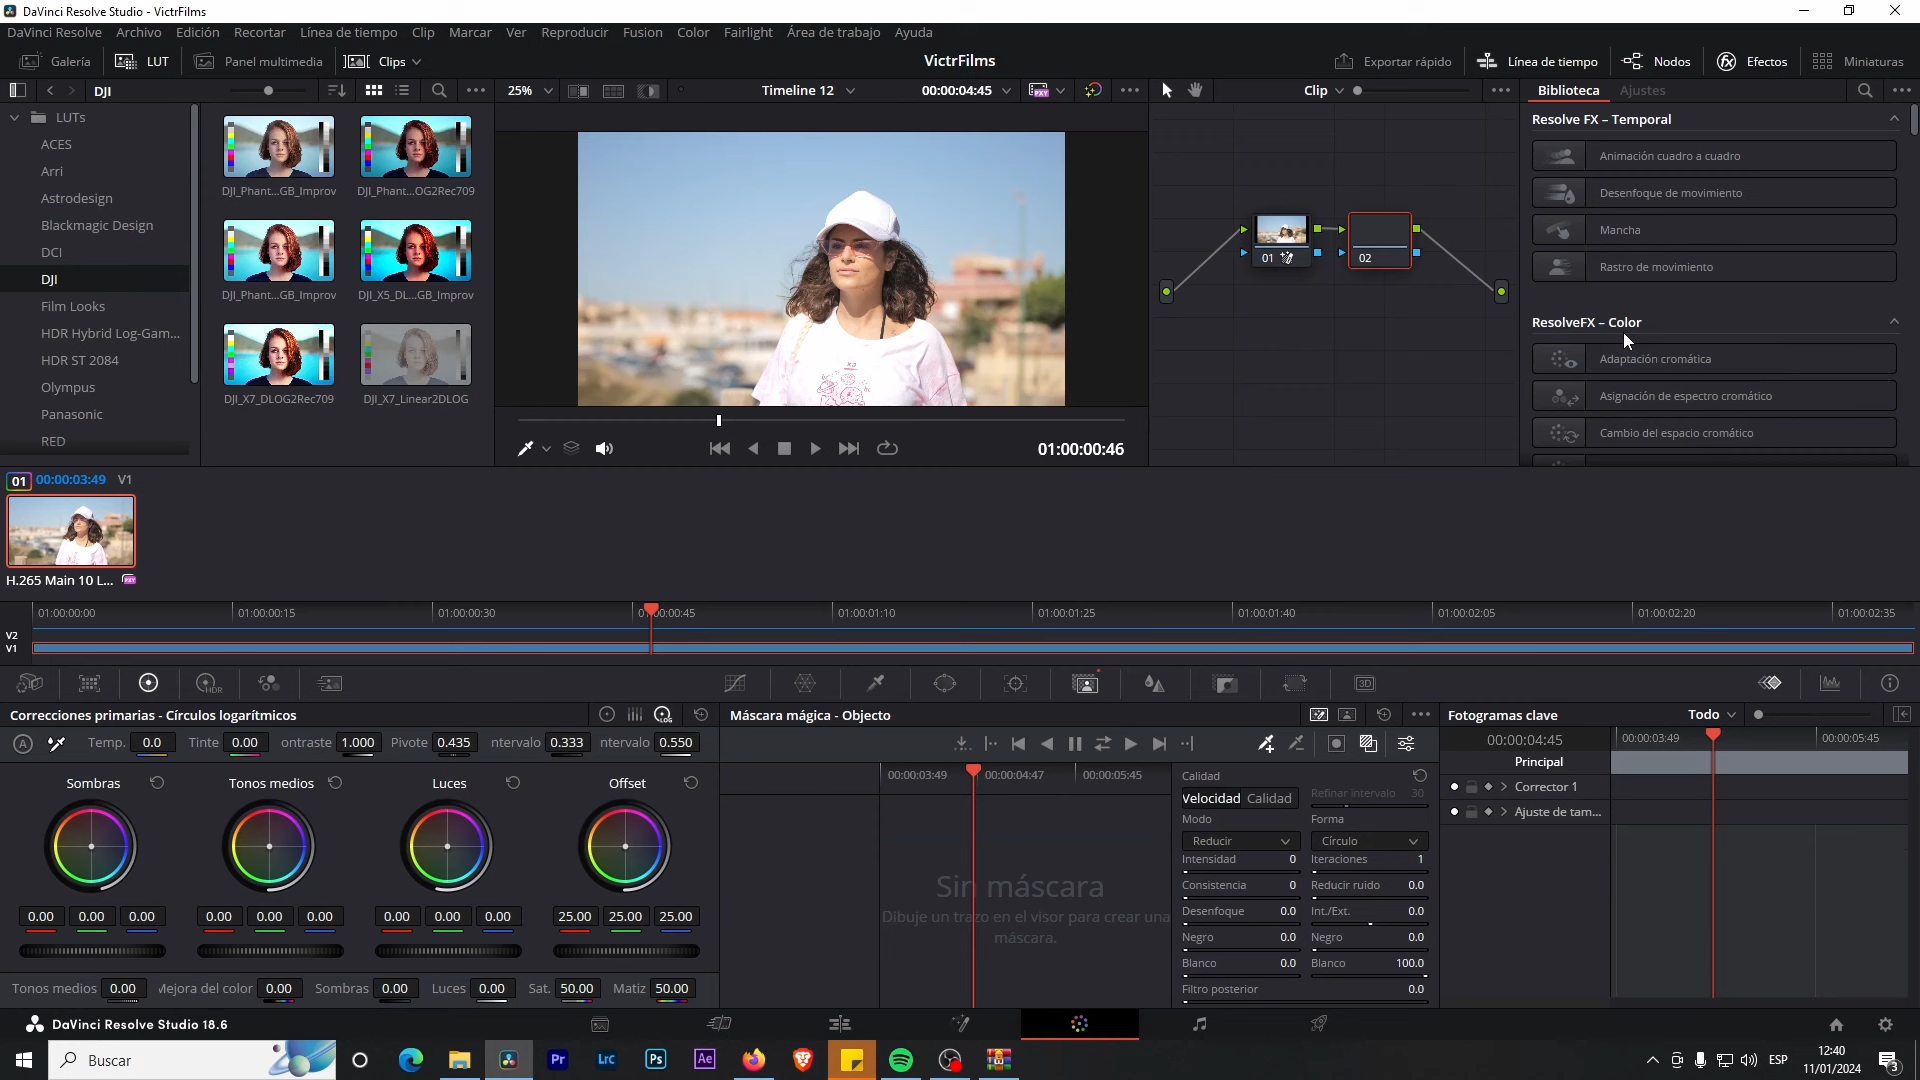 DaVinci Resolve Studio - VictrFilms
DaVinci Resolve Archivo Edición Recortar Línea de tiempo Clip Marcar Ver Reproducir Fusion Color Fairlight Área de trabajo Ayuda
Galería LUT Panel multimedia Clips VictrFilms Exportar rápido Línea de tiempo Nodos Efectos Miniaturas
DJI 25% Timeline 12 00:00:04:45 Clip Biblioteca Ajustes
LUTs
ACES
Arri
Astrodesign
Blackmagic Design
DCI
DJI
Film Looks
HDR Hybrid Log-Gam...
HDR ST 2084
Olympus
Panasonic
RED
DJI_Phant...GB_Improv DJI_Phant...OG2Rec709
DJI_Phant...GB_Improv DJI_X5_DL...GB_Improv
DJI_X7_DLOG2Rec709 DJI_X7_Linear2DLOG
01:00:00:46
01 02
Resolve FX – Temporal
Animación cuadro a cuadro
Desenfoque de movimiento
Mancha
Rastro de movimiento
ResolveFX – Color
Adaptación cromática
Asignación de espectro cromático
Cambio del espacio cromático
01 00:00:03:49 V1
H.265 Main 10 L...
01:00:00:00 01:00:00:15 01:00:00:30 01:00:00:45 01:00:01:10 01:00:01:25 01:00:01:40 01:00:02:05 01:00:02:20 01:00:02:35
V2
V1
HDR 3D
Correcciones primarias - Círculos logarítmicos LOG
A Temp. 0.0 Tinte 0.00 ontraste 1.000 Pivote 0.435 ntervalo 0.333 ntervalo 0.550
Sombras Tonos medios Luces Offset
0.00 0.00 0.00 0.00 0.00 0.00 0.00 0.00 0.00 25.00 25.00 25.00
Tonos medios 0.00 Mejora del color 0.00 Sombras 0.00 Luces 0.00 Sat. 50.00 Matiz 50.00
Máscara mágica - Objecto
00:00:03:49 00:00:04:47 00:00:05:45
Sin máscara
Dibuje un trazo en el visor para crear una
máscara.
Calidad
Velocidad Calidad Refinar intervalo 30
Modo Forma
Reducir Círculo
Intensidad 0 Iteraciones 1
Consistencia 0 Reducir ruido 0.0
Desenfoque 0.0 Int./Ext. 0.0
Negro 0.0 Negro 0.0
Blanco 0.0 Blanco 100.0
Filtro posterior 0.0
Fotogramas clave Todo
00:00:04:45 00:00:03:49 00:00:05:45
Principal
Corrector 1
Ajuste de tam...
DaVinci Resolve Studio 18.6
Buscar Pr Lrc Ps Ae ESP 12:40
11/01/2024 3